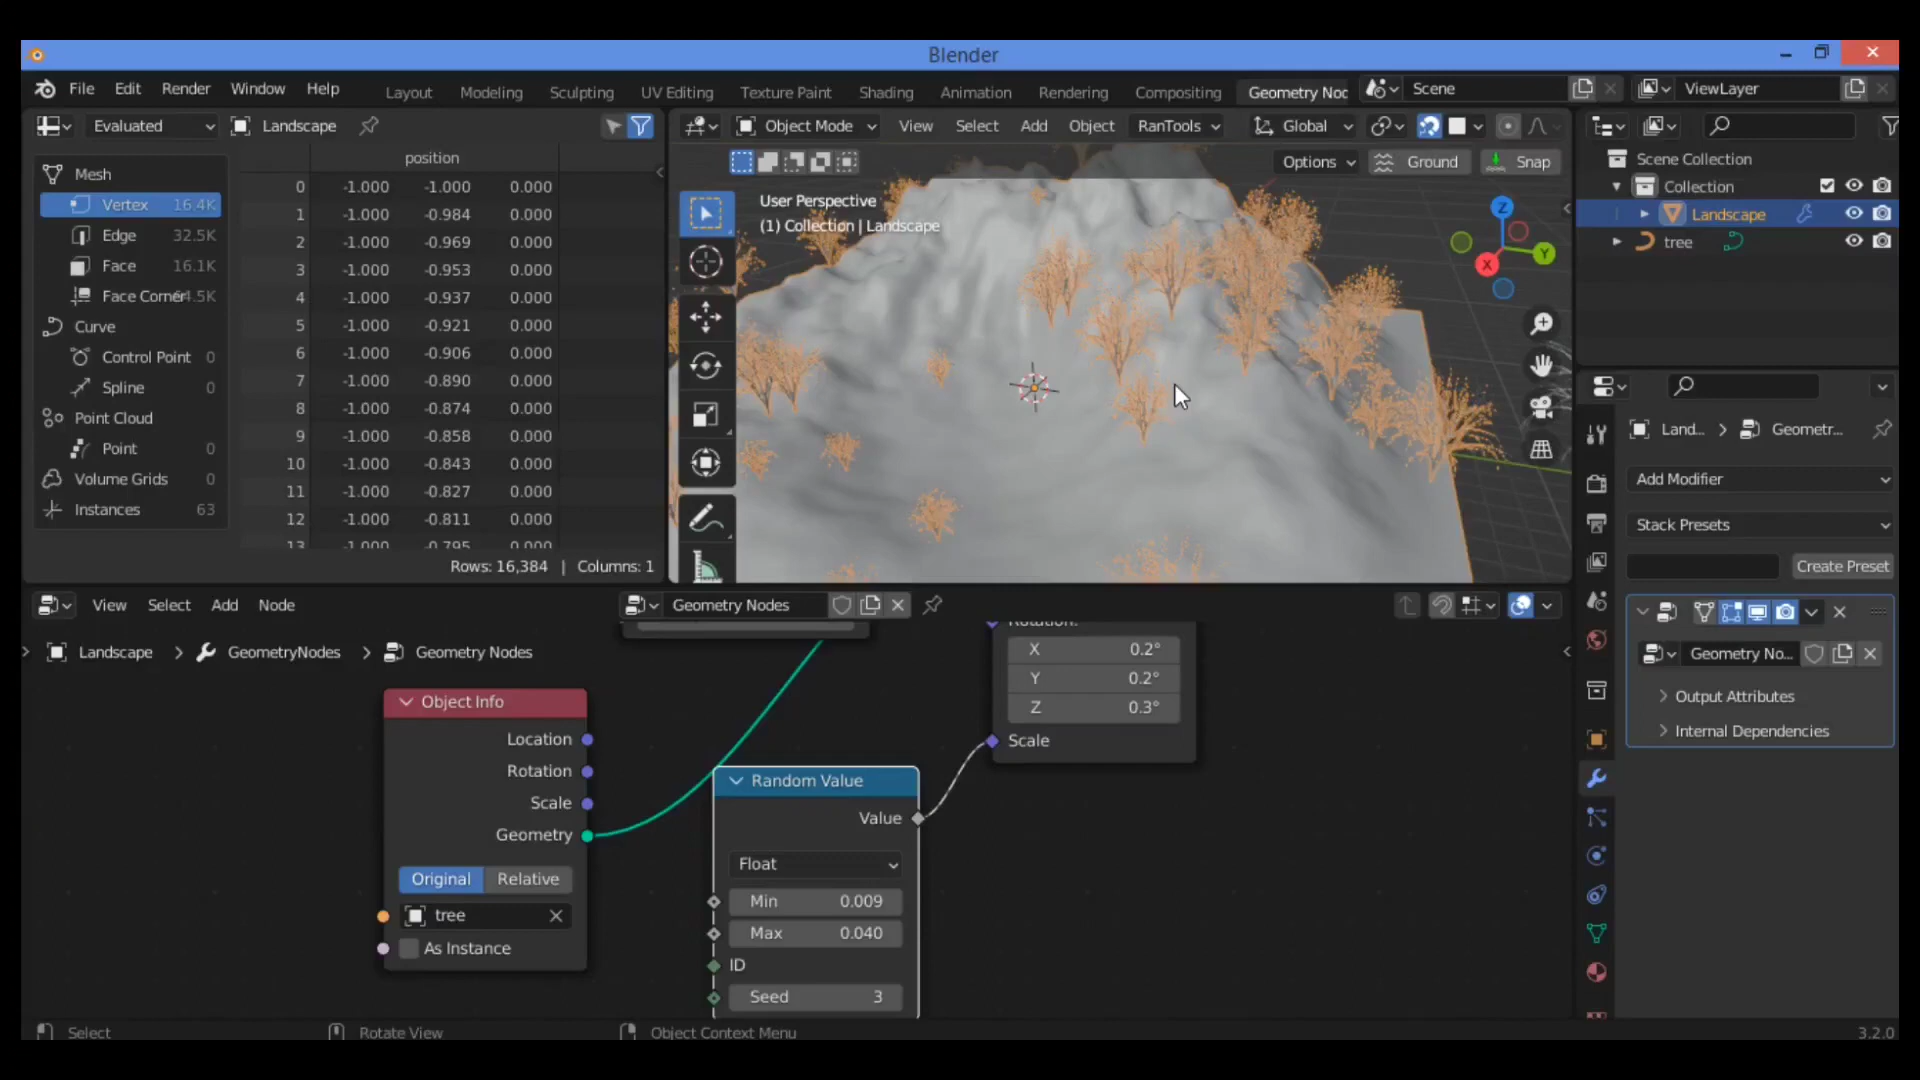 Blender
File Edit Render Window Help Layout Modeling Sculpting UV Editing Texture Paint Shading Animation Rendering Compositing Geometry Noc Scene ViewLayer
Evaluated Landscape
Object Mode View Select Add Object RanTools Global
Options Ground Snap
position
Mesh
Vertex 16.4K
Edge 32.5K
Face 16.1K
Face Corner 4.5K
Curve
Control Point 0
Spline 0
Point Cloud
Point 0
Volume Grids 0
Instances 63
0 -1.000 -1.000 0.000
1 -1.000 -0.984 0.000
2 -1.000 -0.969 0.000
3 -1.000 -0.953 0.000
4 -1.000 -0.937 0.000
5 -1.000 -0.921 0.000
6 -1.000 -0.906 0.000
7 -1.000 -0.890 0.000
8 -1.000 -0.874 0.000
9 -1.000 -0.858 0.000
10 -1.000 -0.843 0.000
11 -1.000 -0.827 0.000
12 -1.000 -0.811 0.000
13 -1.000 -0.795 0.000
Rows: 16,384 | Columns: 1
User Perspective
(1) Collection | Landscape
Z
Y
X
Scene Collection
Collection
Landscape
tree
Land... > Geometr...
Add Modifier
Stack Presets
Create Preset
Geometry No...
Output Attributes
Internal Dependencies
View Select Add Node
Geometry Nodes
Landscape > GeometryNodes > Geometry Nodes
Object Info
Location
Rotation
Scale
Geometry
Original Relative
tree
As Instance
Random Value
Value
Float
Min 0.009
Max 0.040
ID
Seed 3
Rotation:
X 0.2°
Y 0.2°
Z 0.3°
Scale
Select Rotate View Object Context Menu 3.2.0